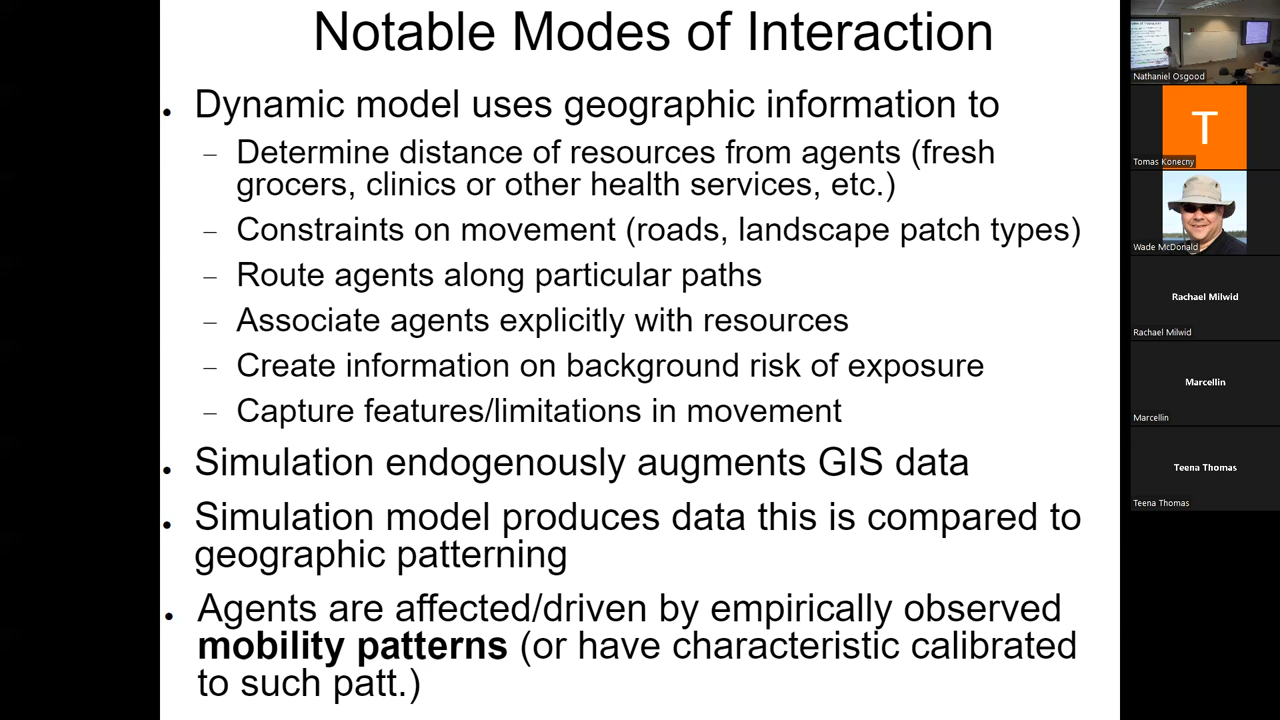 Notable Modes of Interaction
• Dynamic model uses geographic information to
– Determine distance of resources from agents (fresh
grocers, clinics or other health services, etc.)
– Constraints on movement (roads, landscape patch types)
– Route agents along particular paths
– Associate agents explicitly with resources
– Create information on background risk of exposure
– Capture features/limitations in movement
• Simulation endogenously augments GIS data
• Simulation model produces data this is compared to
geographic patterning
• Agents are affected/driven by empirically observed
mobility patterns (or have characteristic calibrated
to such patt.)
Nathaniel Osgood
T
Tomas Konecny
Wade McDonald
Rachael Milwid
Rachael Milwid
Marcellin
Marcellin
Teena Thomas
Teena Thomas